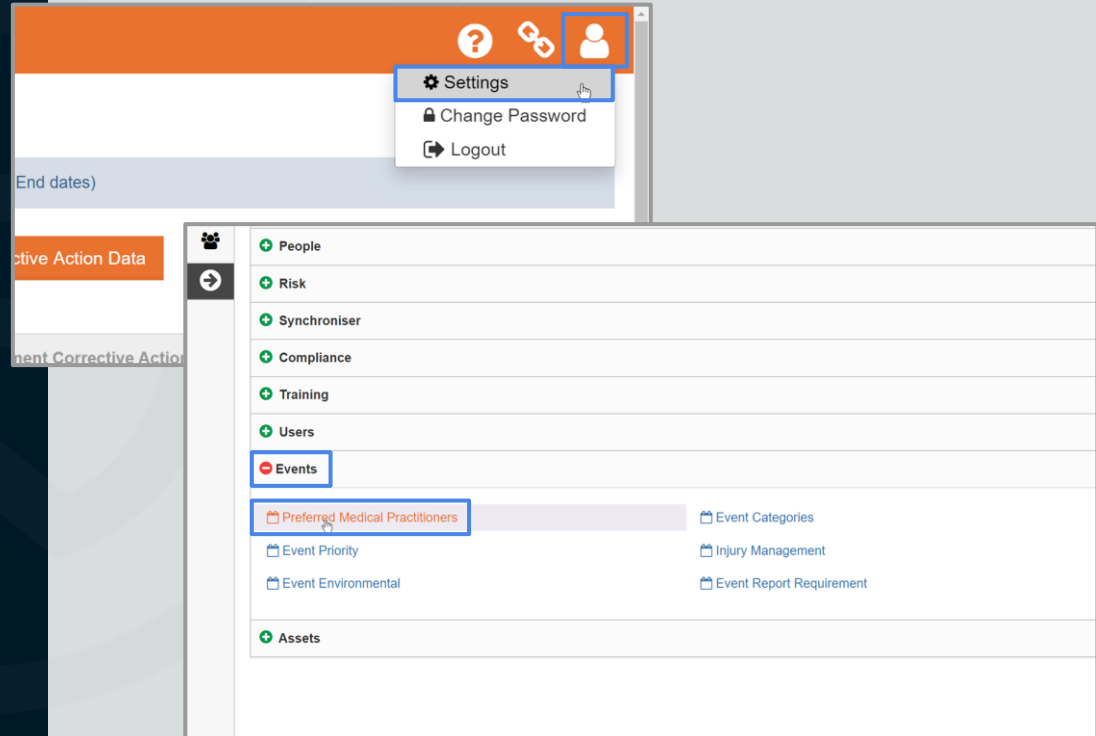 Settings
Change Password
Logout
End dates)
ctive Action Data
ment Corrective Action
People
Risk
Synchroniser
Compliance
Training
Users
Events
Preferred Medical Practitioners
Event Categories
Event Priority
Injury Management
Event Environmental
Event Report Requirement
Assets